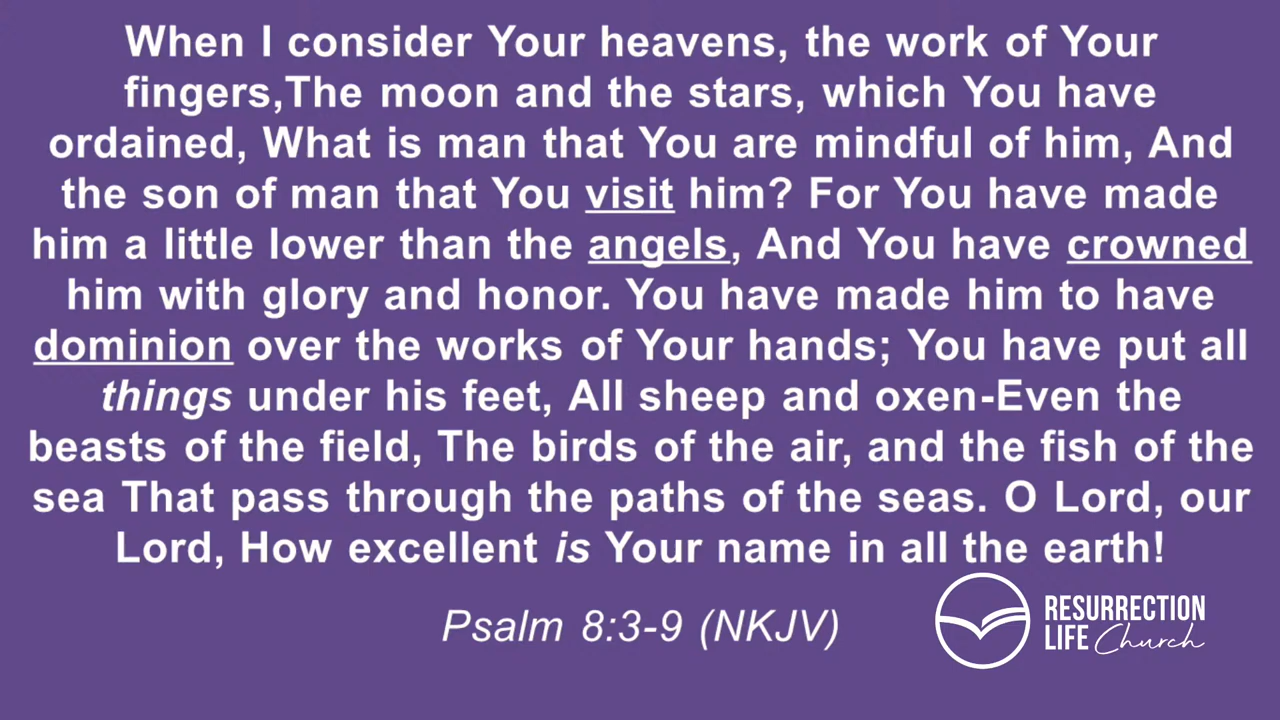 When I consider Your heavens, the work of Your
fingers,The moon and the stars, which You have
ordained, What is man that You are mindful of him, And
the son of man that You visit him? For You have made
him a little lower than the angels, And You have crowned
him with glory and honor. You have made him to have
dominion over the works of Your hands; You have put all
things under his feet, All sheep and oxen-Even the
beasts of the field, The birds of the air, and the fish of the
sea That pass through the paths of the seas. O Lord, our
Lord, How excellent is Your name in all the earth!
Psalm 8:3-9 (NKJV)
RESURRECTION
LIFE Church